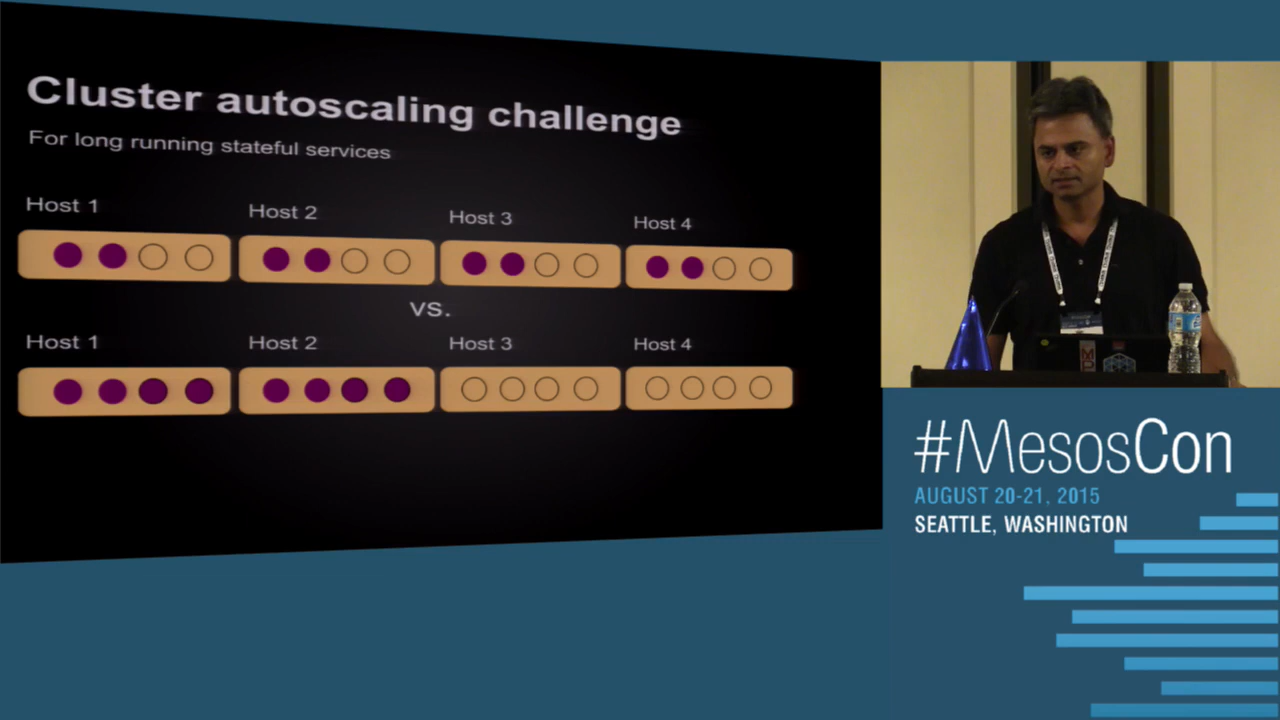 Cluster autoscaling challenge
For long running stateful services
Host 1
Host 2
Host 3
Host 4
vs.
Host 1
Host 2
Host 3
Host 4
#MesosCon
AUGUST 20-21, 2015
SEATTLE, WASHINGTON